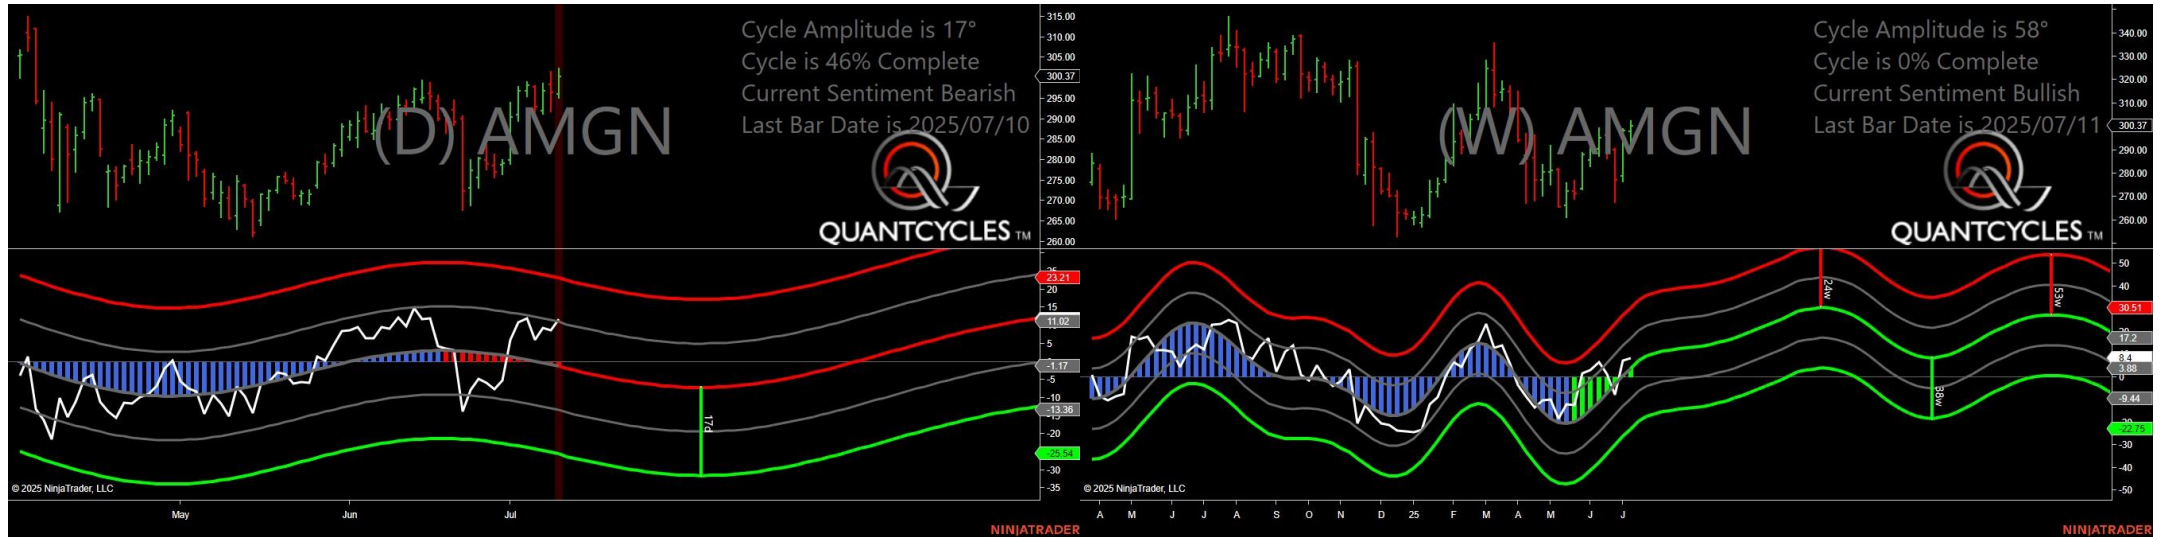 Cycle Amplitude is 17°
Cycle is 46% Complete
Current Sentiment Bearish
Last Bar Date is 2025/07/10
(D) AMGN
QUANTCYCLES TM
315.00
310.00
305.00
300.37
295.00
290.00
285.00
280.00
275.00
270.00
265.00
260.00
23.21
20
15
11.02
5
-1.17
-5
-10
-13.36
-20
-25.54
-30
-35
17d
© 2025 NinjaTrader, LLC
May
Jun
Jul
NINJATRADER
Cycle Amplitude is 58°
Cycle is 0% Complete
Current Sentiment Bullish
Last Bar Date is 2025/07/11
(W) AMGN
QUANTCYCLES TM
340.00
330.00
320.00
310.00
300.37
290.00
280.00
270.00
260.00
50
40
30.51
17.2
8.4
3.88
0
-9.44
-22.75
-30
-40
-50
24w
53w
88w
© 2025 NinjaTrader, LLC
A M J J A S O N D 25 F M A M J J
NINJATRADER